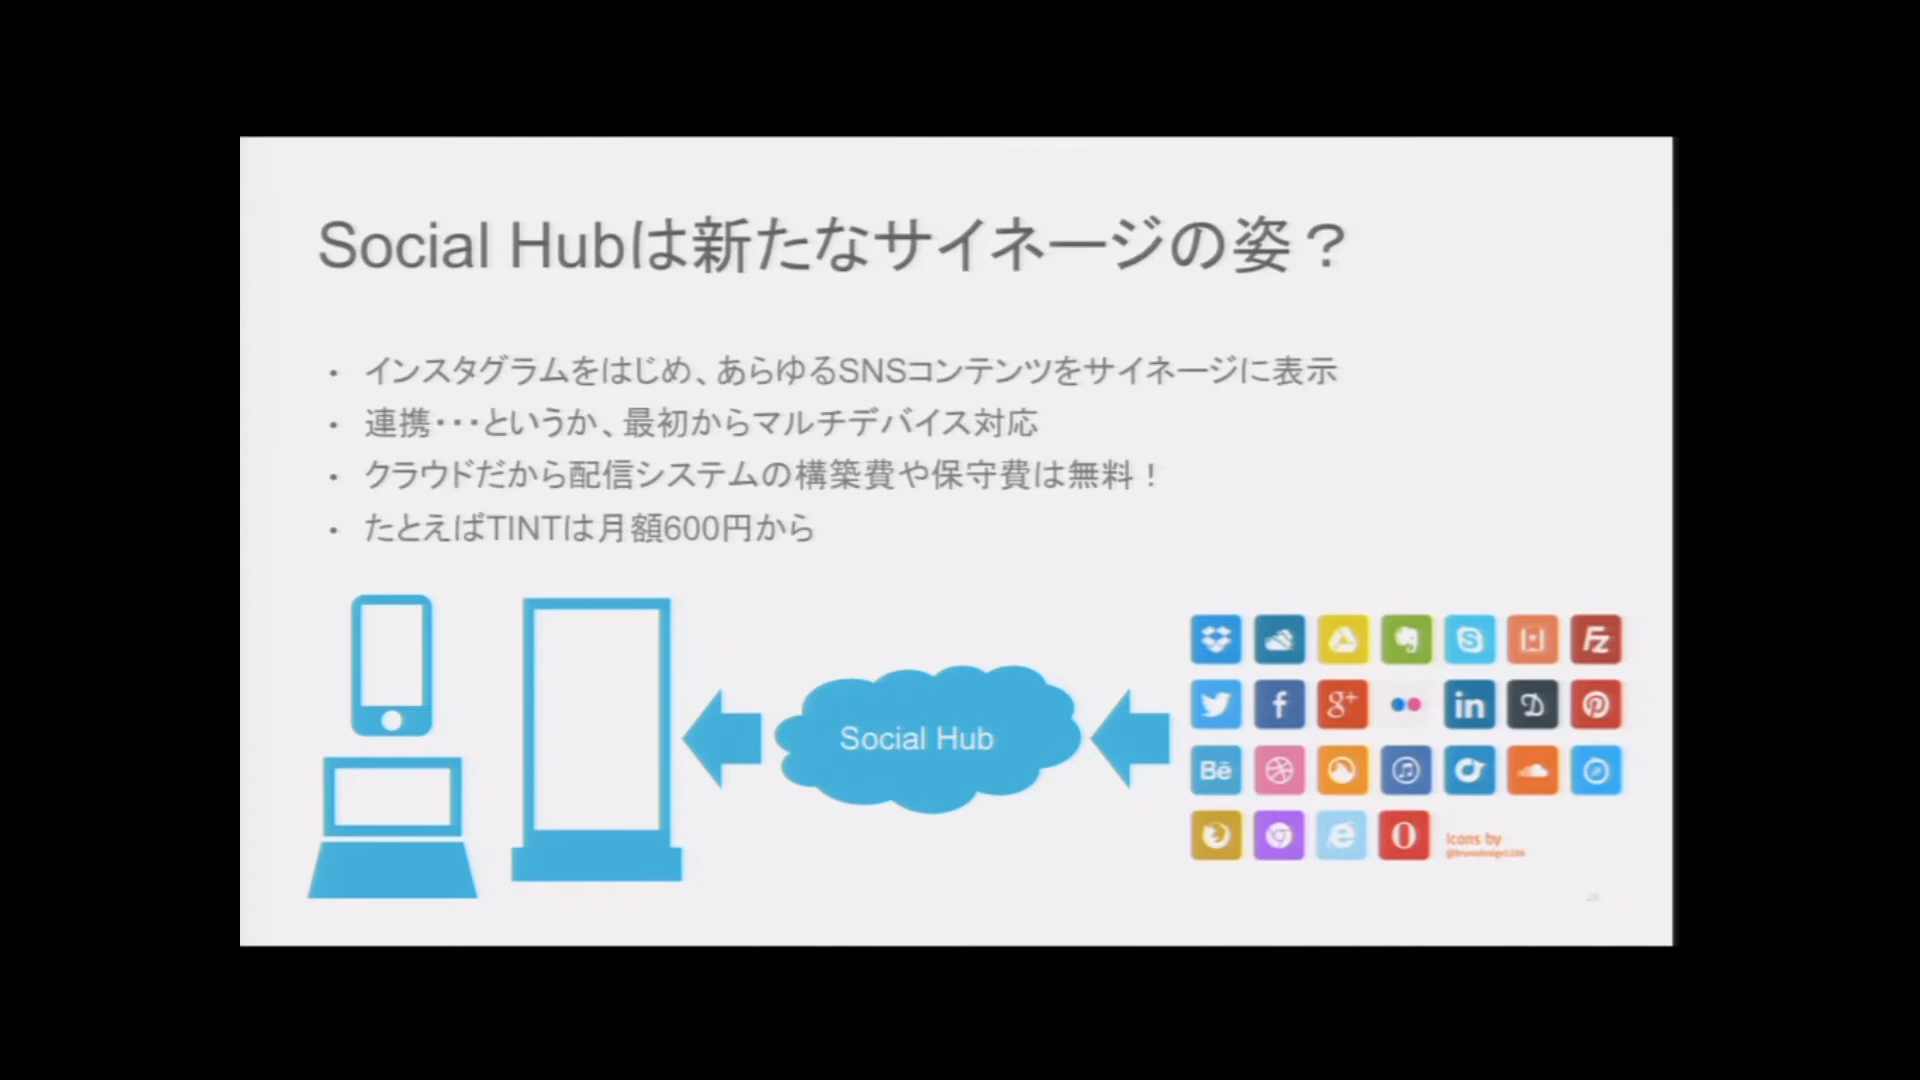 Social Hubは新たなサイネージの姿？
・ インスタグラムをはじめ、あらゆるSNSコンテンツをサイネージに表示
・ 連携・・・というか、最初からマルチデバイス対応
・ クラウドだから配信システムの構築費や保守費は無料！
・ たとえばTINTは月額600円から
Social Hub
Icons by